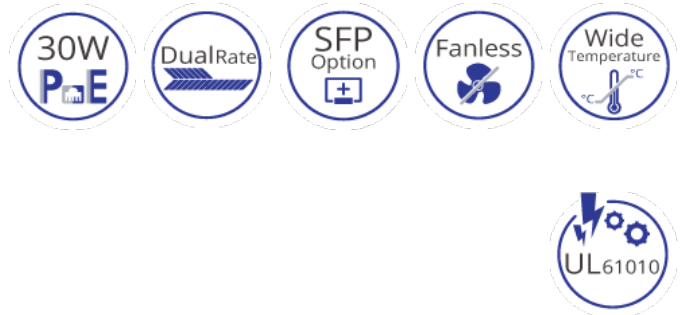 30W
PoE
DualRate
SFP
Option
Fanless
Wide
Temperature
°C
°C
UL61010